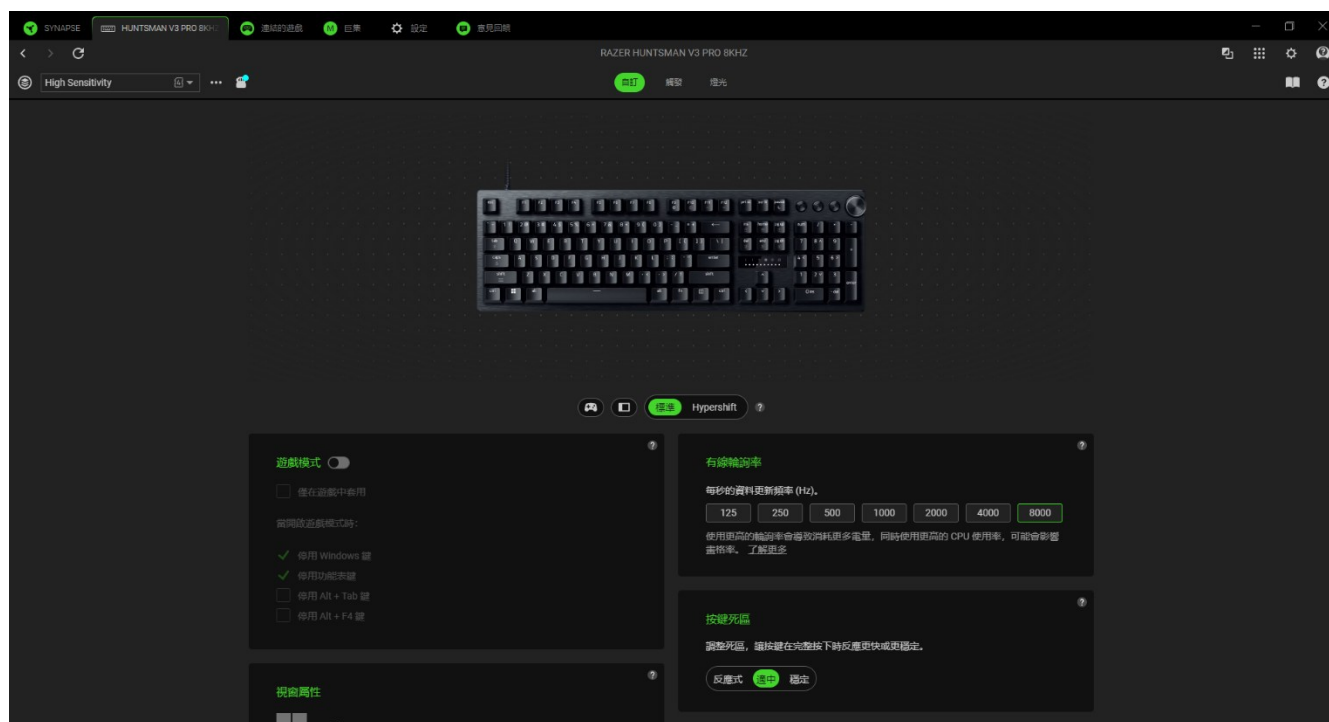 SYNAPSE
HUNTSMAN V3 PRO 8KH
連結的遊戲
巨集
設定
意見回饋
RAZER HUNTSMAN V3 PRO 8KHZ
High Sensitivity
自訂
觸發
燈光
標準
Hypershift
遊戲模式
僅在遊戲中套用
當開啟遊戲模式時:
停用 Windows 鍵
停用功能表鍵
停用 Alt + Tab 鍵
停用 Alt + F4 鍵
視窗屬性
有線輪詢率
每秒的資料更新頻率 (Hz)。
125 250 500 1000 2000 4000 8000
使用更高的輪詢率會導致消耗更多電量，同時使用更高的 CPU 使用率，可能會影響
畫格率。 了解更多
按鍵死區
調整死區，讓按鍵在完整按下時反應更快或更穩定。
反應式 適中 穩定